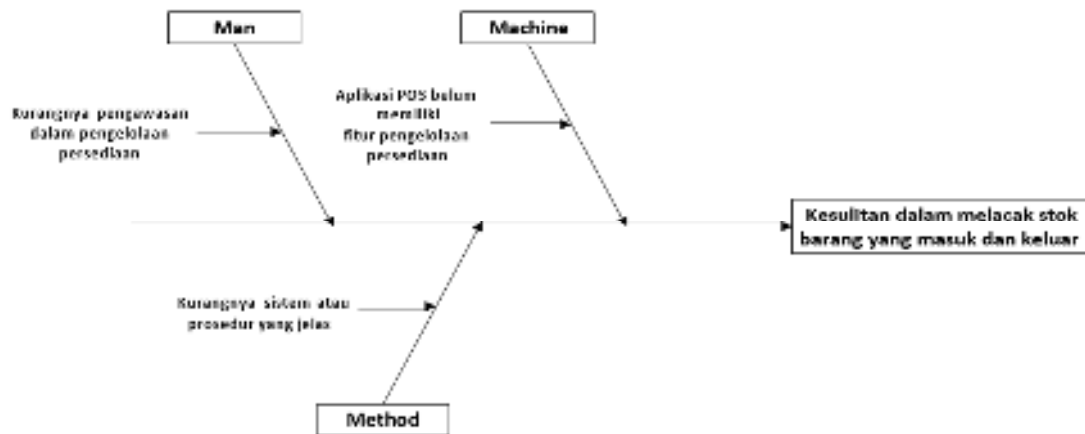 Man
Machine
Kurangnya pengawasan
dalam pengelolaan
persediaan
Aplikasi POS belum
memiliki
fitur pengelolaan
persediaan
Kesulitan dalam melacak stok
barang yang masuk dan keluar
Kurangnya sistem atau
prosedur yang jelas
Method